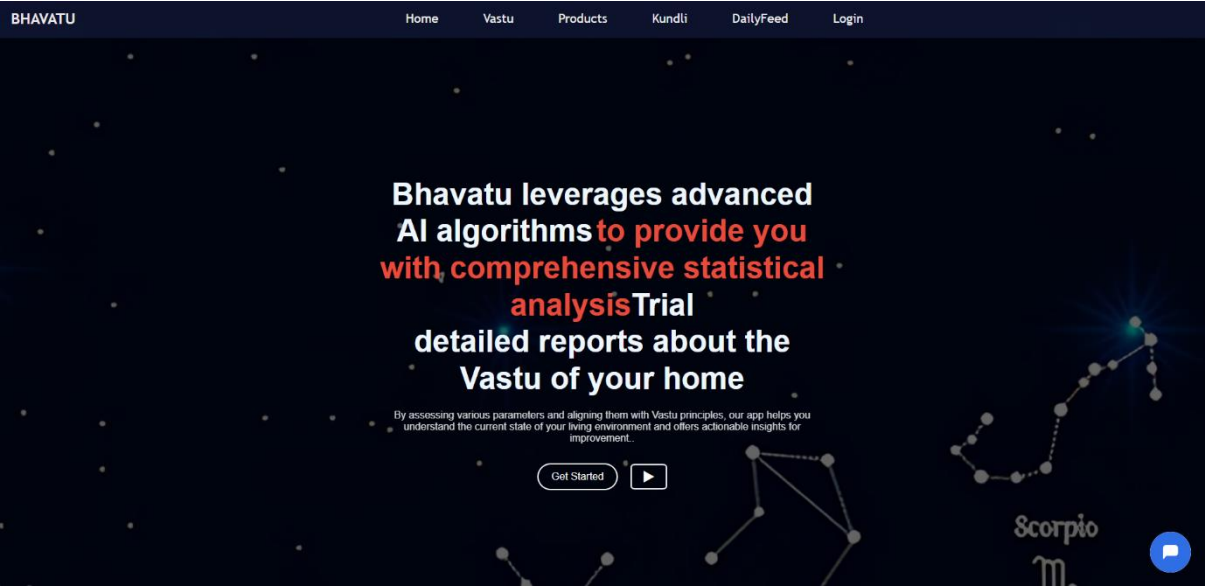 BHAVATU Home Vastu Products Kundli DailyFeed Login
Bhavatu leverages advanced
AI algorithms to provide you
with comprehensive statistical
analysisTrial
detailed reports about the
Vastu of your home
By assessing various parameters and aligning them with Vastu principles, our app helps you
understand the current state of your living environment and offers actionable insights for
improvement..
Get Started
Scorpio